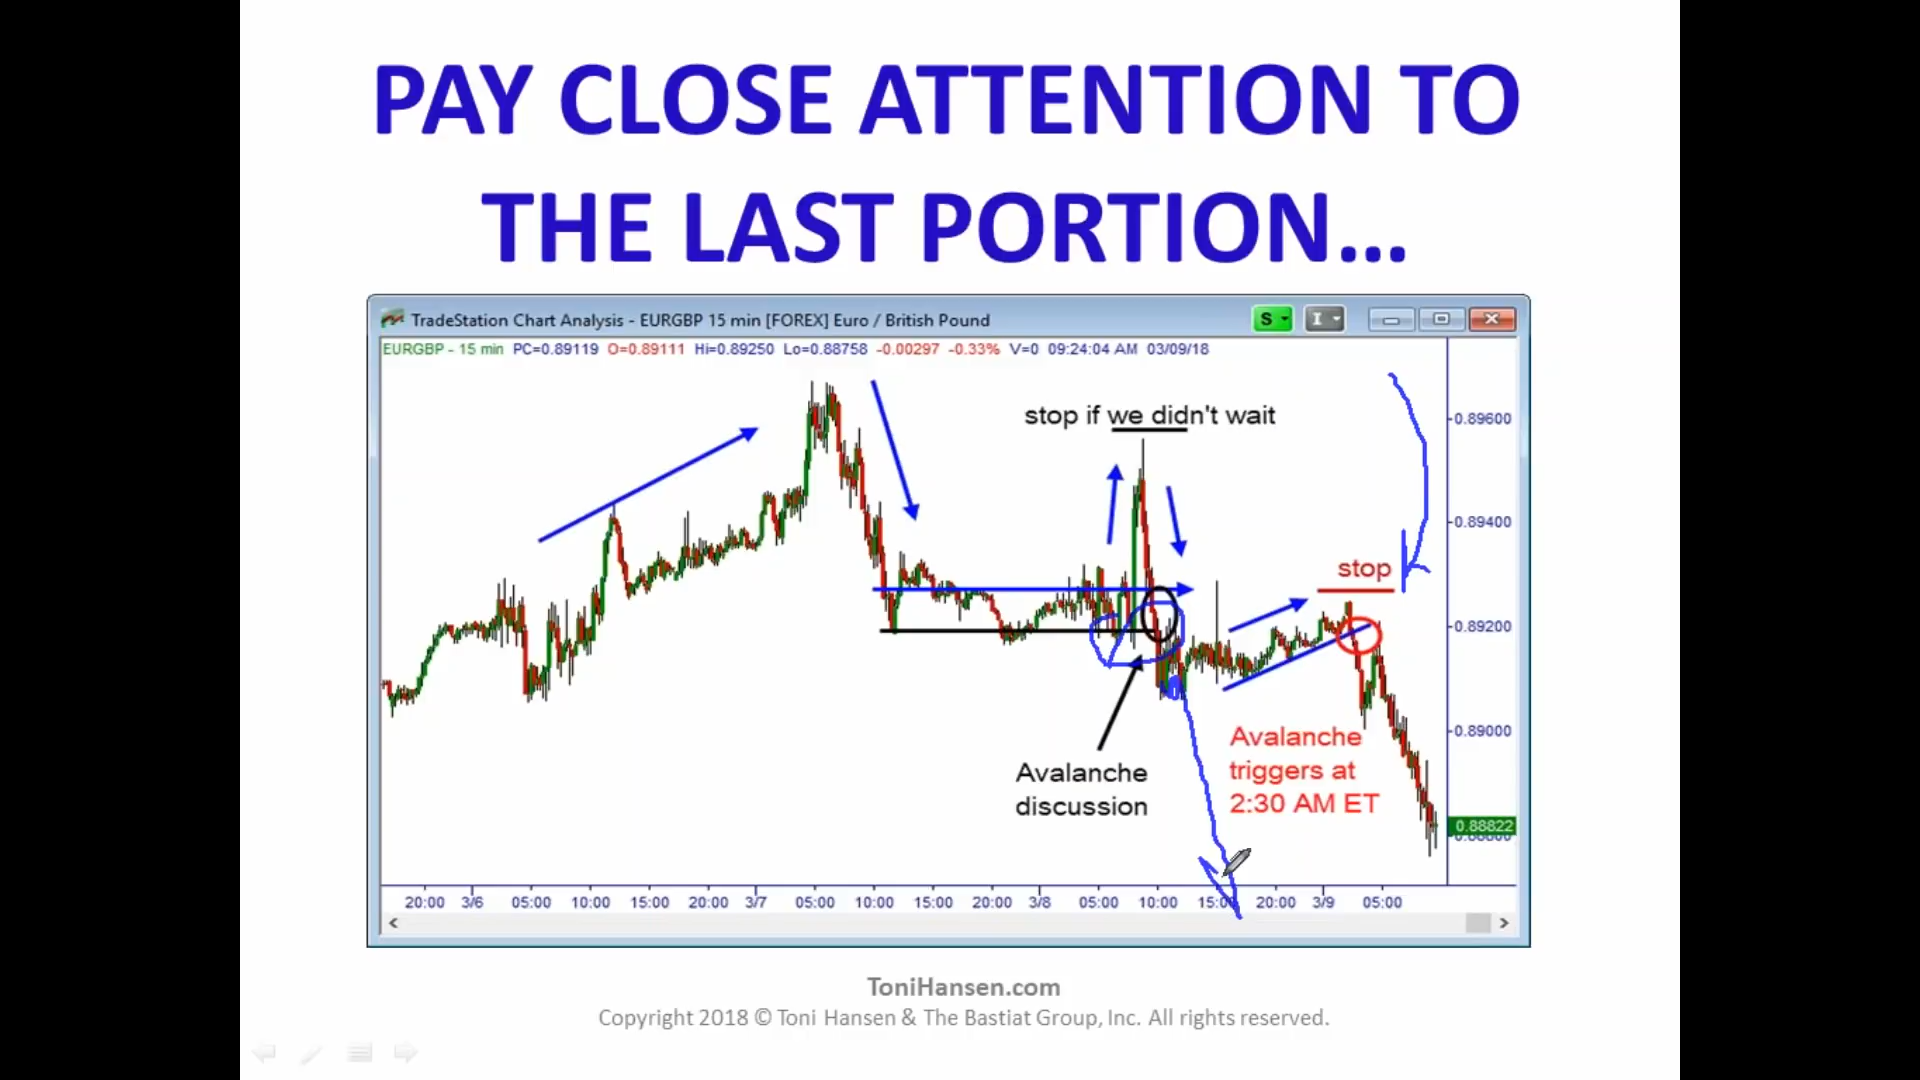 PAY CLOSE ATTENTION TO
THE LAST PORTION...
TradeStation Chart Analysis - EURGBP 15 min [FOREX] Euro / British Pound
S
I
EURGBP - 15 min PC=0.89119 O=0.89111 Hi=0.89250 Lo=0.88758 -0.00297 -0.33% V=0 09:24:04 AM 03/09/18
stop if we didn't wait
0.89600
0.89400
stop
0.89200
Avalanche
triggers at
2:30 AM ET
0.89000
Avalanche
discussion
0.88822
20:00 3/6 05:00 10:00 15:00 20:00 3/7 05:00 10:00 15:00 20:00 3/8 05:00 10:00 15:00 20:00 3/9 05:00
ToniHansen.com
Copyright 2018 © Toni Hansen & The Bastiat Group, Inc. All rights reserved.